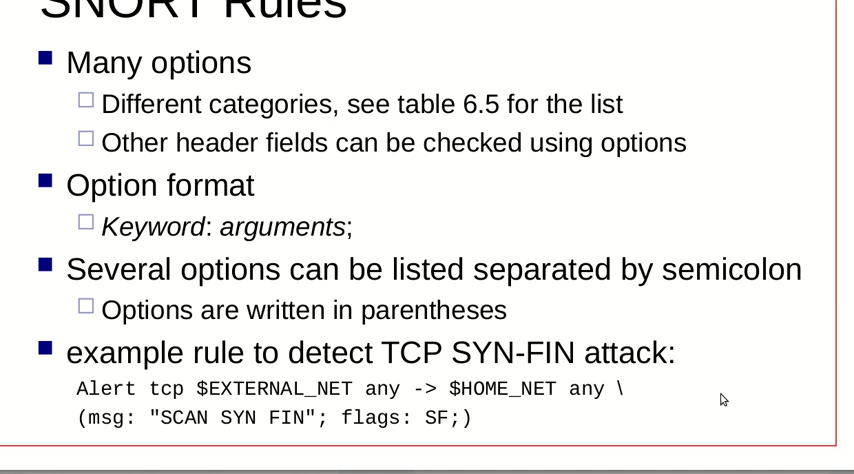 SNORT Rules
Many options
Different categories, see table 6.5 for the list
Other header fields can be checked using options
Option format
Keyword: arguments;
Several options can be listed separated by semicolon
Options are written in parentheses
example rule to detect TCP SYN-FIN attack:
Alert tcp $EXTERNAL_NET any -> $HOME_NET any \
(msg: "SCAN SYN FIN"; flags: SF;)